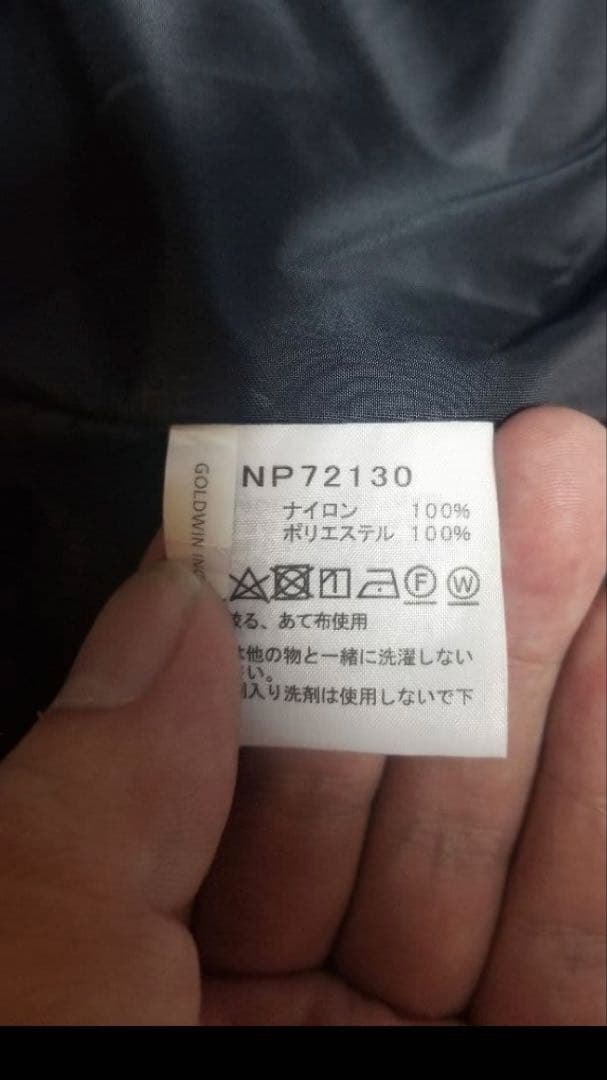 GOLDWIN INC
NP72130
ナイロン 100%
ポリエステル 100%
F W
る、あて布使用
他の物と一緒に洗濯しない
い。
入り洗剤は使用しないで下